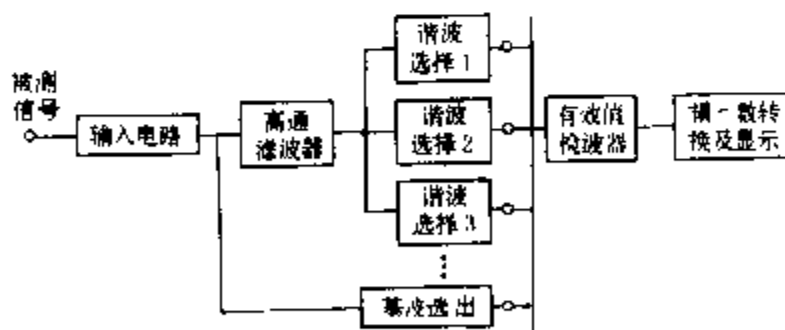 被测
信号
输入电路
高通
滤波器
谐波
选择1
谐波
选择2
谐波
选择3
基波选出
有效值
检波器
模-数转
换及显示